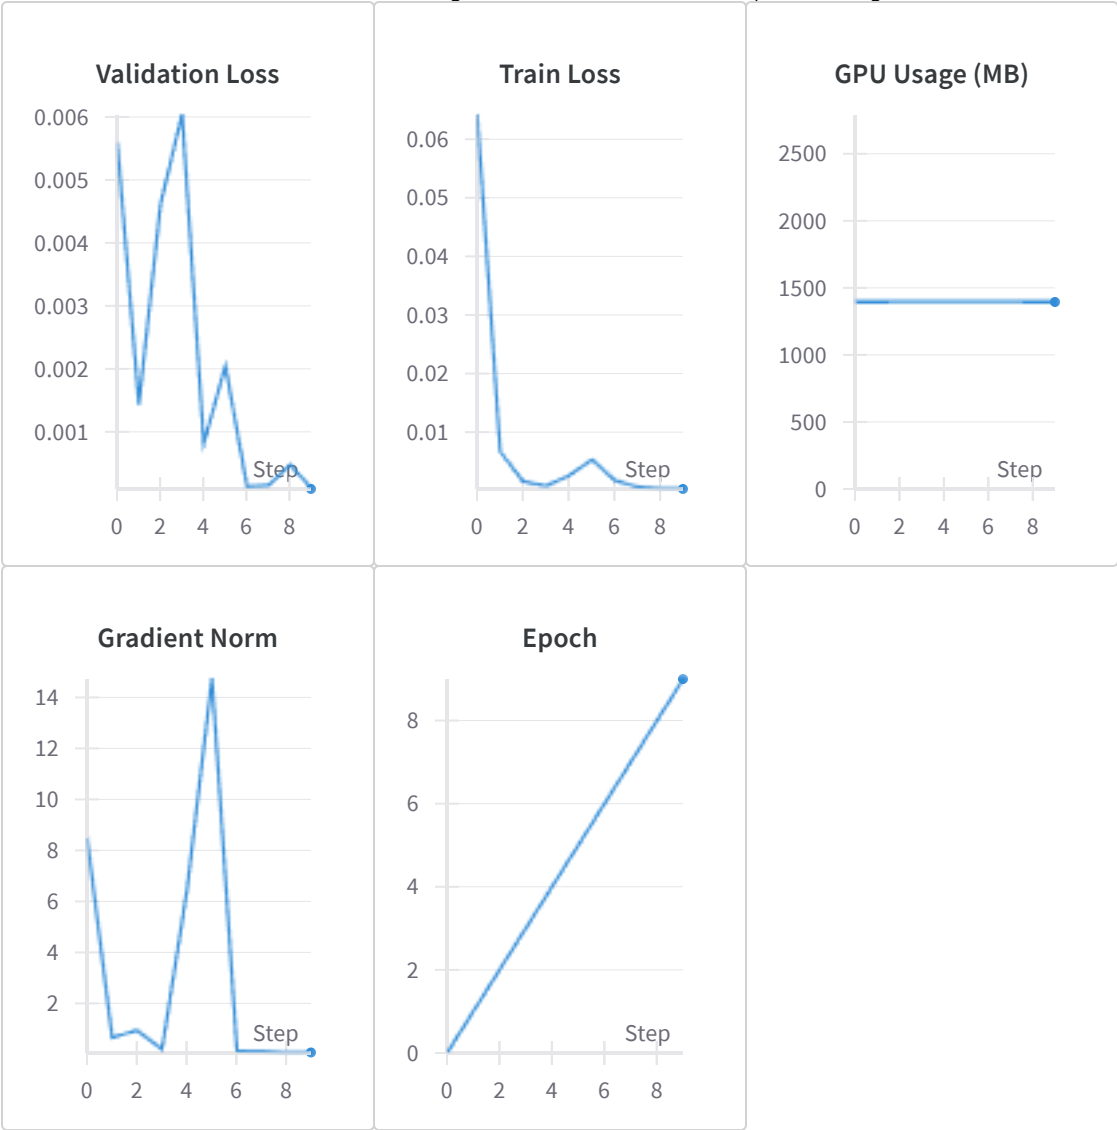 Validation Loss
0.006
0.005
0.004
0.003
0.002
0.001
Step
0 2 4 6 8
Train Loss
0.06
0.05
0.04
0.03
0.02
0.01
Step
0 2 4 6 8
GPU Usage (MB)
2500
2000
1500
1000
500
0
Step
0 2 4 6 8
Gradient Norm
14
12
10
8
6
4
2
Step
0 2 4 6 8
Epoch
8
6
4
2
0
Step
0 2 4 6 8